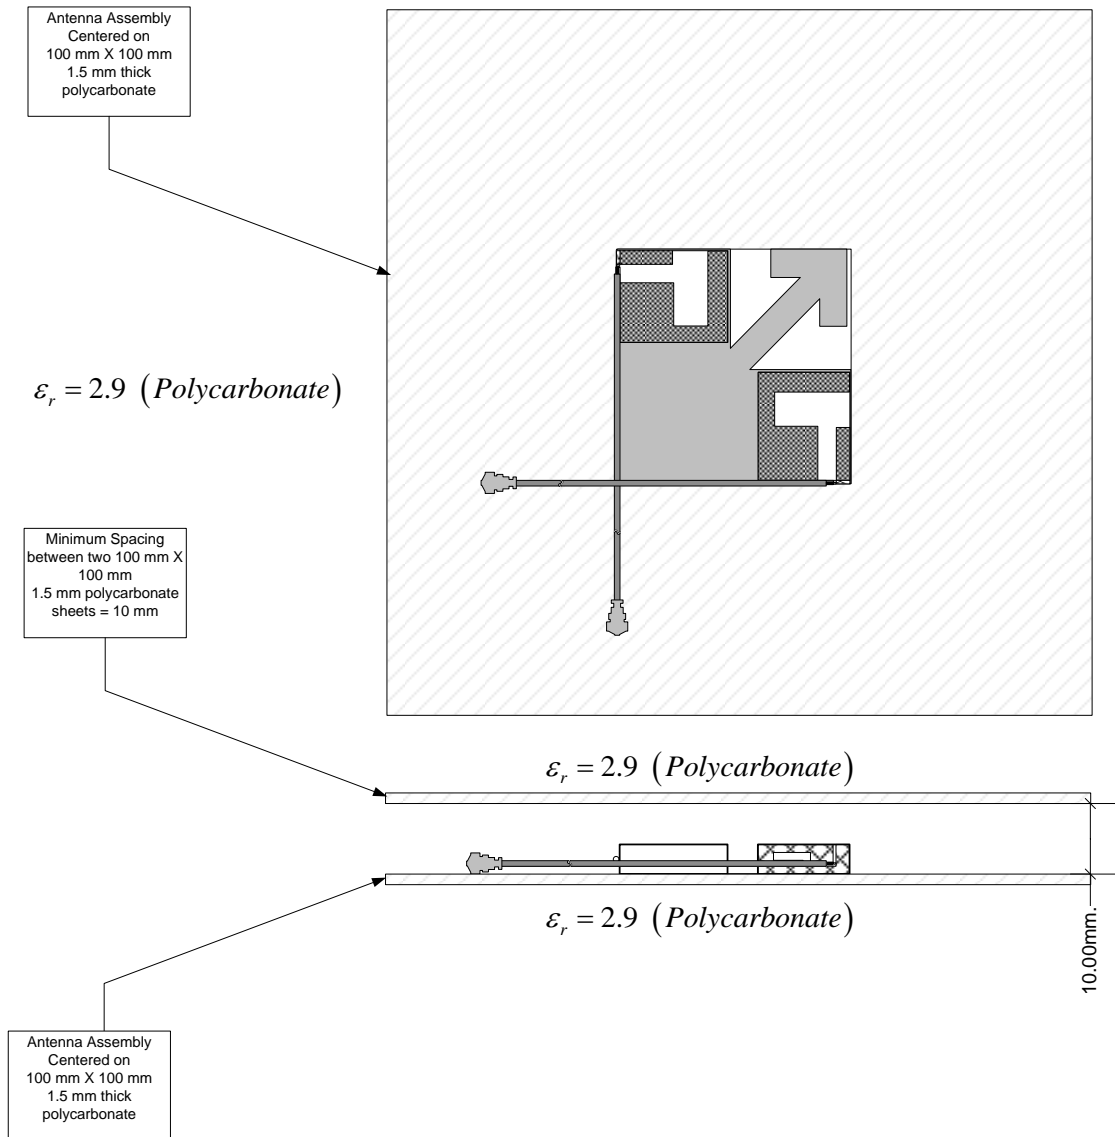 Antenna Assembly
Centered on
100 mm X 100 mm
1.5 mm thick
polycarbonate
εr = 2.9 (Polycarbonate)
Minimum Spacing
between two 100 mm X
100 mm
1.5 mm polycarbonate
sheets = 10 mm
εr = 2.9 (Polycarbonate)
εr = 2.9 (Polycarbonate)
10.00mm.
Antenna Assembly
Centered on
100 mm X 100 mm
1.5 mm thick
polycarbonate